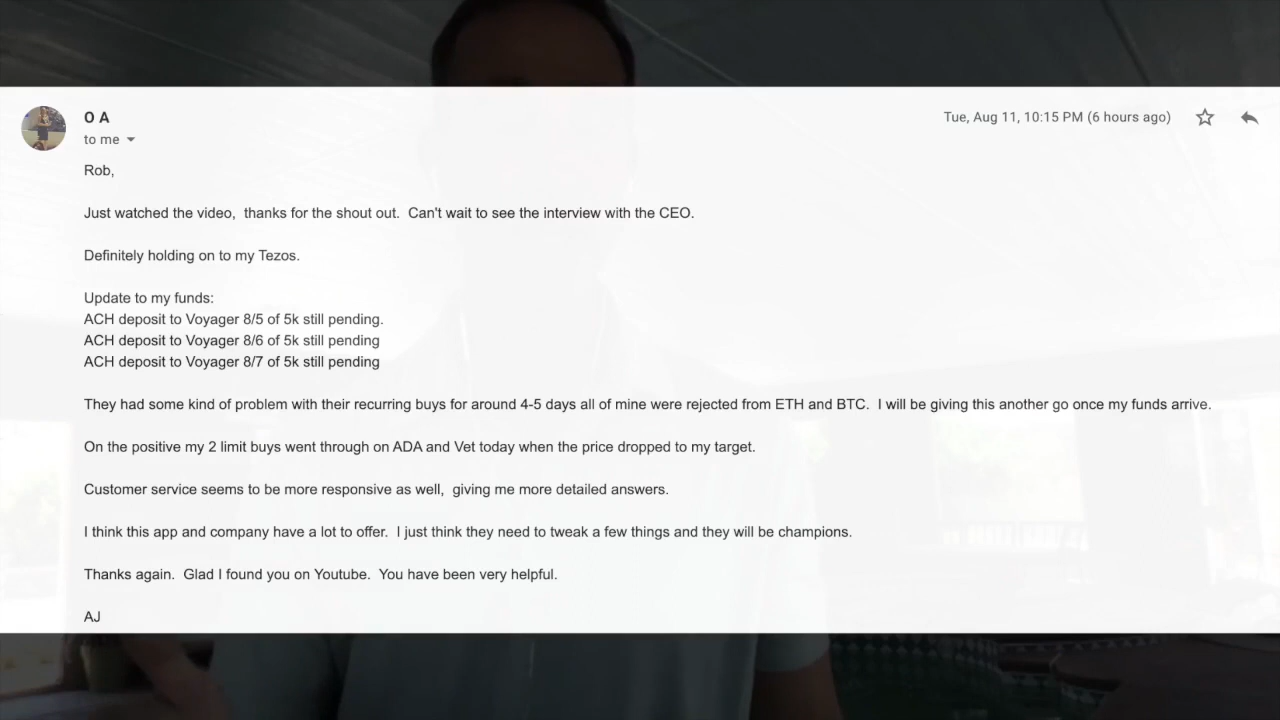 O A
Tue, Aug 11, 10:15 PM (6 hours ago)
to me
Rob,
Just watched the video,  thanks for the shout out.  Can't wait to see the interview with the CEO.
Definitely holding on to my Tezos.
Update to my funds:
ACH deposit to Voyager 8/5 of 5k still pending.
ACH deposit to Voyager 8/6 of 5k still pending
ACH deposit to Voyager 8/7 of 5k still pending
They had some kind of problem with their recurring buys for around 4-5 days all of mine were rejected from ETH and BTC.  I will be giving this another go once my funds arrive.
On the positive my 2 limit buys went through on ADA and Vet today when the price dropped to my target.
Customer service seems to be more responsive as well,  giving me more detailed answers.
I think this app and company have a lot to offer.  I just think they need to tweak a few things and they will be champions.
Thanks again.  Glad I found you on Youtube.  You have been very helpful.
AJ